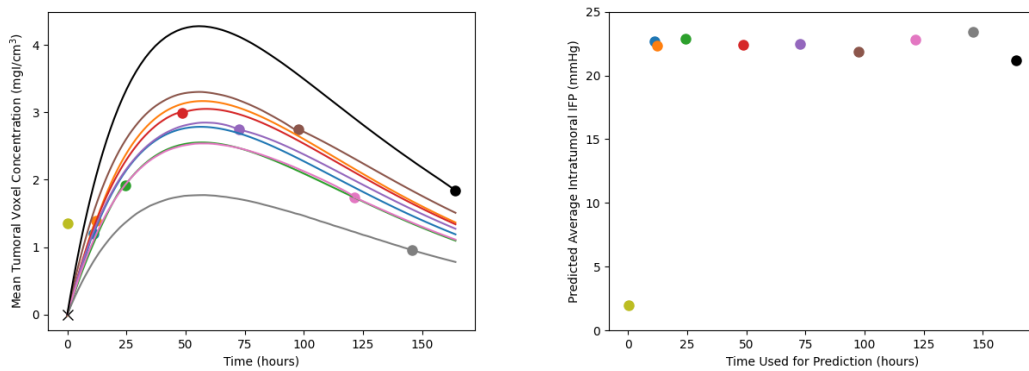 4
3
2
1
0
Mean Tumoral Voxel Concentration (mgI/cm³)
0 25 50 75 100 125 150
Time (hours)
25
20
15
10
5
0
Predicted Average Intratumoral IFP (mmHg)
0 25 50 75 100 125 150
Time Used for Prediction (hours)